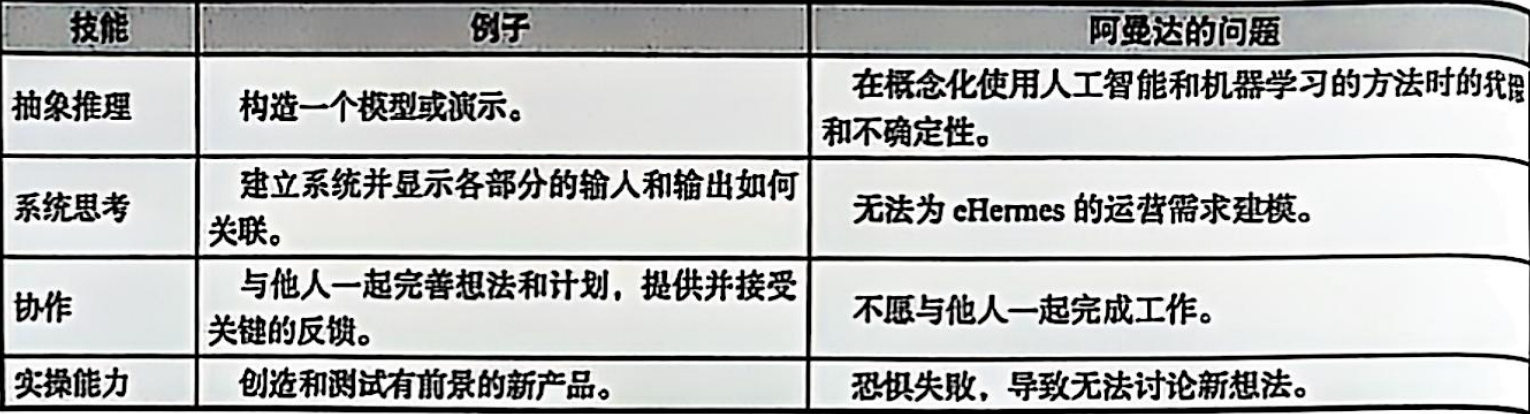 技能
例子
阿曼达的问题
抽象推理
构造一个模型或演示。
在概念化使用人工智能和机器学习的方法时的
和不确定性。
系统思考
建立系统并显示各部分的输人和输出如何
关联。
无法为 eHermes 的运营需求建模。
协作
与他人一起完善想法和计划，提供并接受
关键的反馈。
不愿与他人一起完成工作。
实操能力
创造和测试有前景的新产品。
恐惧失败，导致无法讨论新想法。